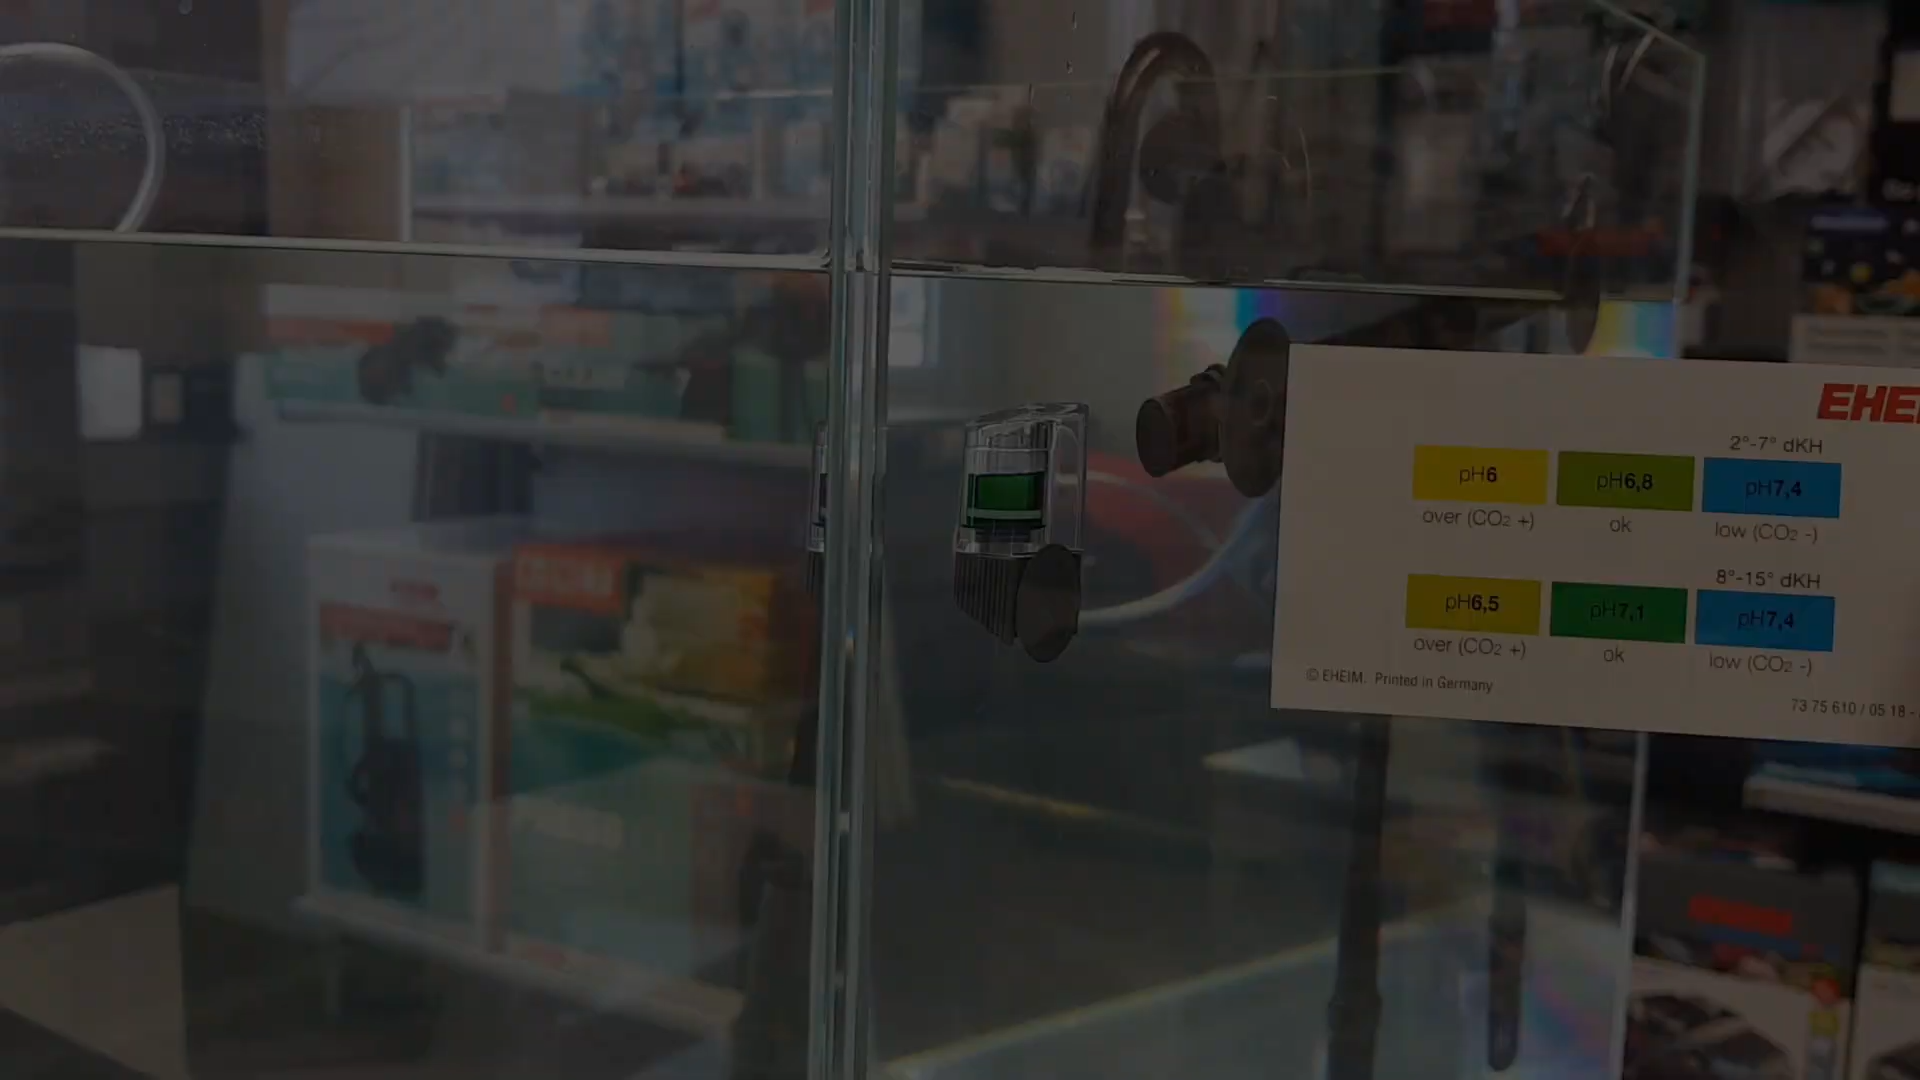 EHE
2°-7° dKH
pH6 pH6,8 pH7,4
over (CO2 +) ok low (CO2 -)
8°-15° dKH
pH6,5 pH7,1 pH7,4
over (CO2 +) ok low (CO2 -)
© EHEIM. Printed in Germany
73 75 610 / 05 18 -